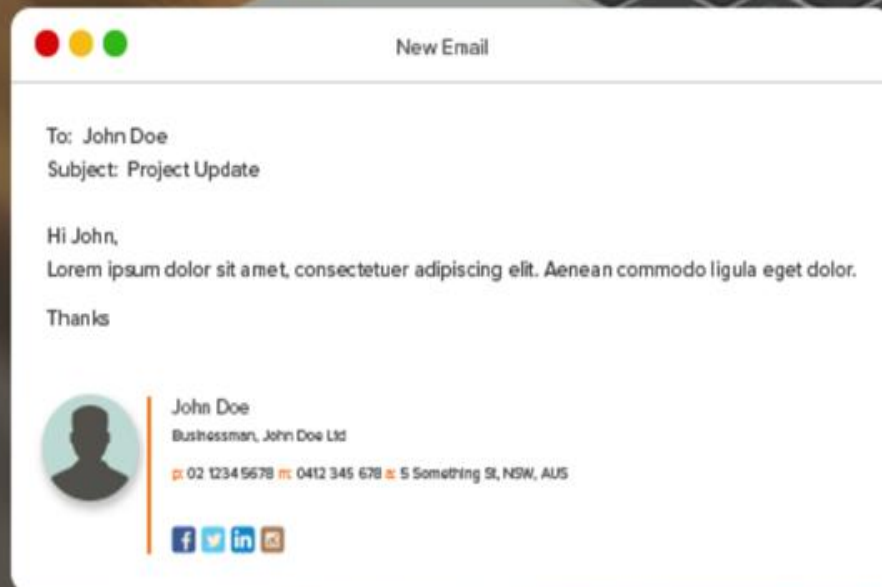 New Email
To: John Doe
Subject: Project Update
Hi John,
Lorem ipsum dolor sit amet, consectetuer adipiscing elit. Aenean commodo ligula eget dolor.
Thanks
John Doe
Businessman, John Doe Ltd
p: 02 1234 5678 m: 0412 345 678 a: 5 Something St, NSW, AUS